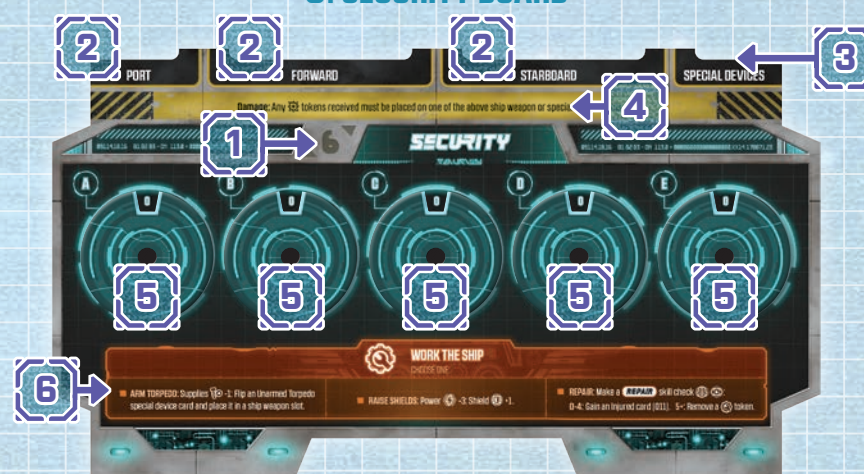 SECURITY BOARD
2 2 2 3
PORT FORWARD STARBOARD SPECIAL DEVICES
Damage: Any tokens received must be placed on one of the above ship weapon or specia
4
1 6 SECURITY
A B C D E
0 0 0 0 0
5 5 5 5 5
WORK THE SHIP
CHOOSE ONE
6
ARM TORPEDO: Supplies -1: Flip an Unarmed Torpedo
special device card and place it in a ship weapon slot.
RAISE SHIELDS: Power -3: Shield +1.
REPAIR: Make a REPAIR skill check :
0-4: Gain an Injured card (011). 5+: Remove a token.